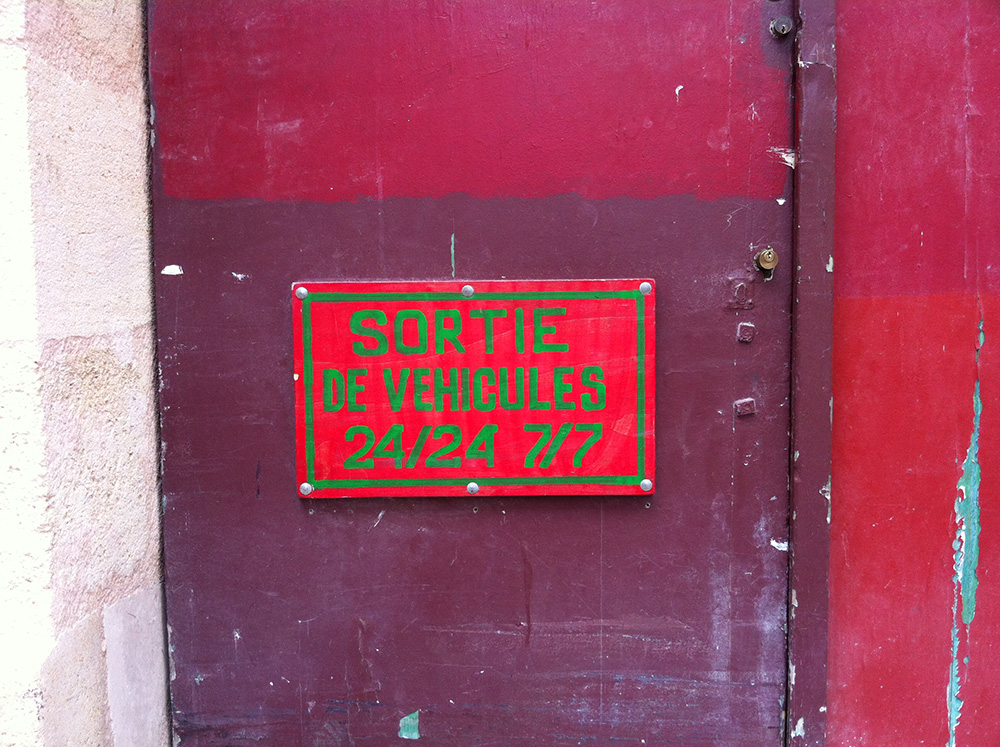 SORTIE
DE VEHICULES
24/24 7/7